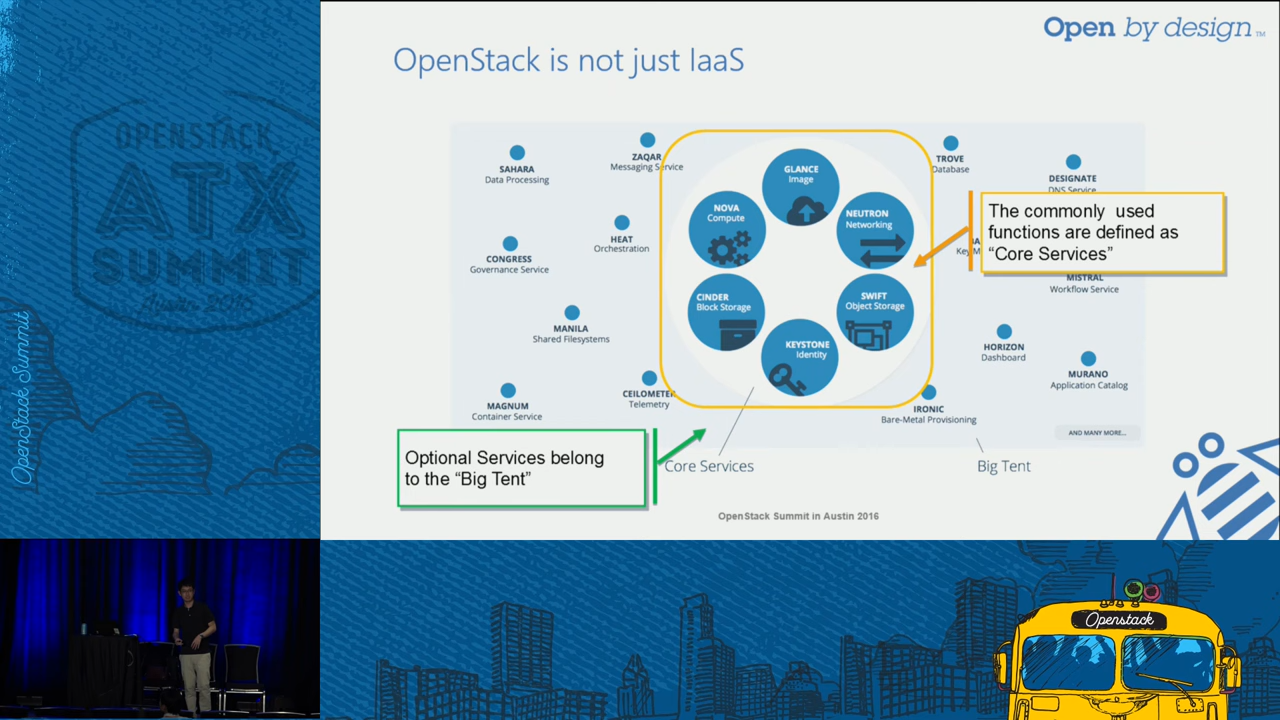 Open by design™
OpenStack is not just IaaS
OPENSTACK
ATX
SUMMIT
OpenStack Summit
SAHARA
Data Processing
ZAQAR
Messaging Service
TROVE
Database
DESIGNATE
DNS Service
HEAT
Orchestration
CONGRESS
Governance Service
MANILA
Shared Filesystems
MAGNUM
Container Service
CEILOMETER
Telemetry
GLANCE
Image
NOVA
Compute
NEUTRON
Networking
CINDER
Block Storage
SWIFT
Object Storage
KEYSTONE
Identity
The commonly used
functions are defined as
“Core Services”
MISTRAL
Workflow Service
HORIZON
Dashboard
MURANO
Application Catalog
IRONIC
Bare-Metal Provisioning
AND MANY MORE...
Optional Services belong
to the “Big Tent”
Core Services
Big Tent
OpenStack Summit in Austin 2016
Openstack